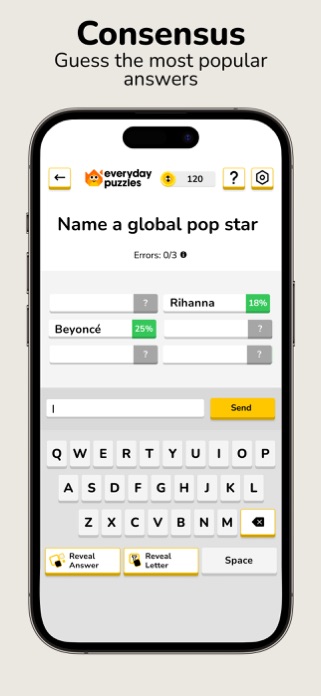 Consensus
Guess the most popular
answers
←
everyday
puzzles
120
?
Name a global pop star
Errors: 0/3
? Rihanna 18%
Beyoncé 25% ?
? ?
Send
Q W E R T Y U I O P
A S D F G H J K L
Z X C V B N M
Reveal
Answer
Reveal
Letter
Space